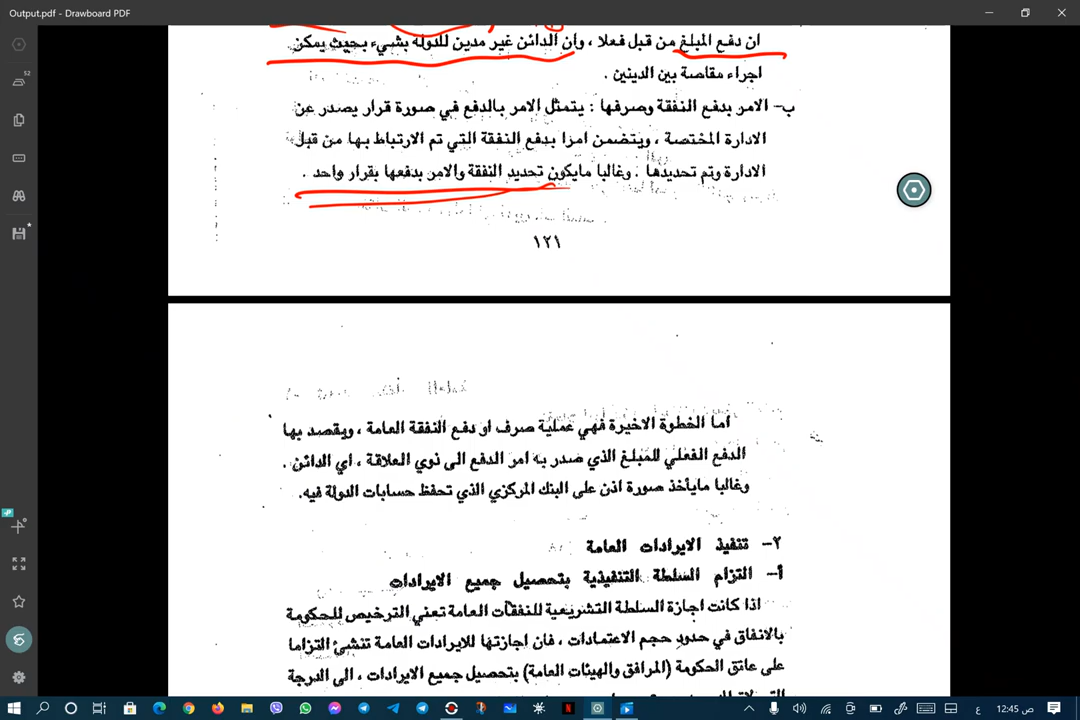 Output.pdf - Drawboard PDF
ان دفع المبلغ من قبل فعلا ، وان الدائن غير مدين للدولة بشيء بحيث يمكن
اجراء مقاصة بين الدينين .
ب- الامر بدفع النفقة وصرفها : يتمثل الامر بالدفع في صورة قرار يصدر عن
الادارة المختصة ، ويتضمن امرا بدفع النفقة التي تم الارتباط بها من قبل
الادارة وتم تحديدها . وغالبا مايكون تحديد النفقة والامر بدفعها بقرار واحد .
١٢١
اما الخطوة الاخيرة فهي عملية صرف او دفع النفقة العامة ، ويقصد بها
الدفع الفعلي للمبلغ الذي صدر به امر الدفع الى ذوي العلاقة ، اي الدائن .
وغالبا مايأخذ صورة اذن على البنك المركزي الذي تحفظ حسابات الدولة فيه.
٢- تنفيذ الايرادات العامة
أ- التزام السلطة التنفيذية بتحصيل جميع الايرادات
اذا كانت اجازة السلطة التشريعية للنفقات العامة تعني الترخيص للحكومة
بالانفاق في حدود حجم الاعتمادات ، فان اجازتها للايرادات العامة تنشئ التزاما
على عاتق الحكومة (المرافق والهيئات العامة) بتحصيل جميع الايرادات ، الى الدرجة
52
ع
12:45 ص